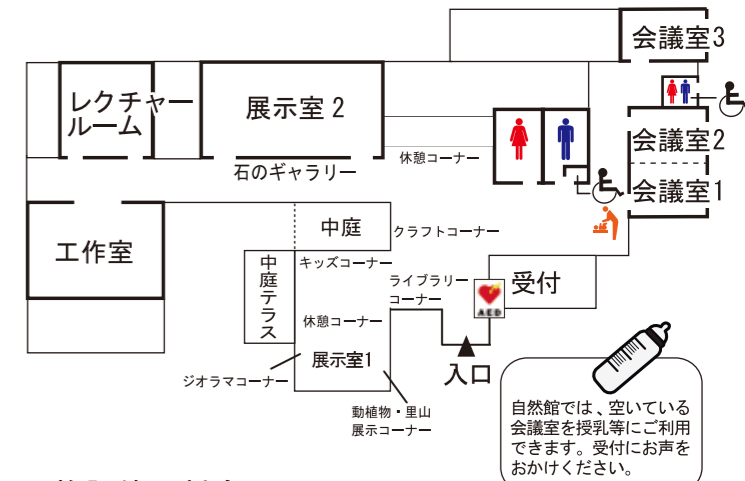 会議室3
レクチャー
ルーム
展示室2
会議室2
休憩コーナー
石のギャラリー
会議室1
中庭
クラフトコーナー
工作室
中庭テラス
キッズコーナー
ライブラリー
コーナー
受付
AED
休憩コーナー
展示室1
入口
ジオラマコーナー
動植物・里山
展示コーナー
自然館では、空いている
会議室を授乳等にご利用
できます。受付にお声を
おかけください。